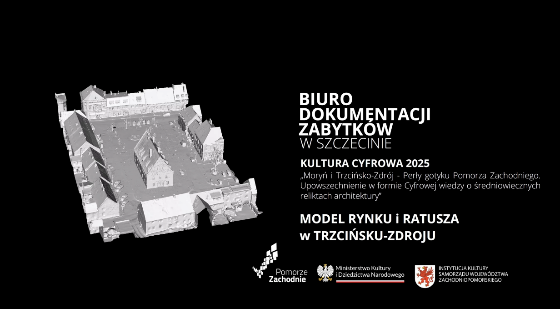 BIURO
DOKUMENTACJI
ZABYTKÓW
W SZCZECINIE
KULTURA CYFROWA 2025
„Moryń i Trzcińsko-Zdrój - Perły gotyku Pomorza Zachodniego.
Upowszechnienie w formie Cyfrowej wiedzy o średniowiecznych
reliktach architektury"
MODEL RYNKU i RATUSZA
w TRZCIŃSKU-ZDROJU
Pomorze
Zachodnie
Ministerstwo Kultury
i Dziedzictwa Narodowego
INSTYTUCJA KULTURY
SAMORZĄDU WOJEWÓDZTWA
ZACHODNIOPOMORSKIEGO